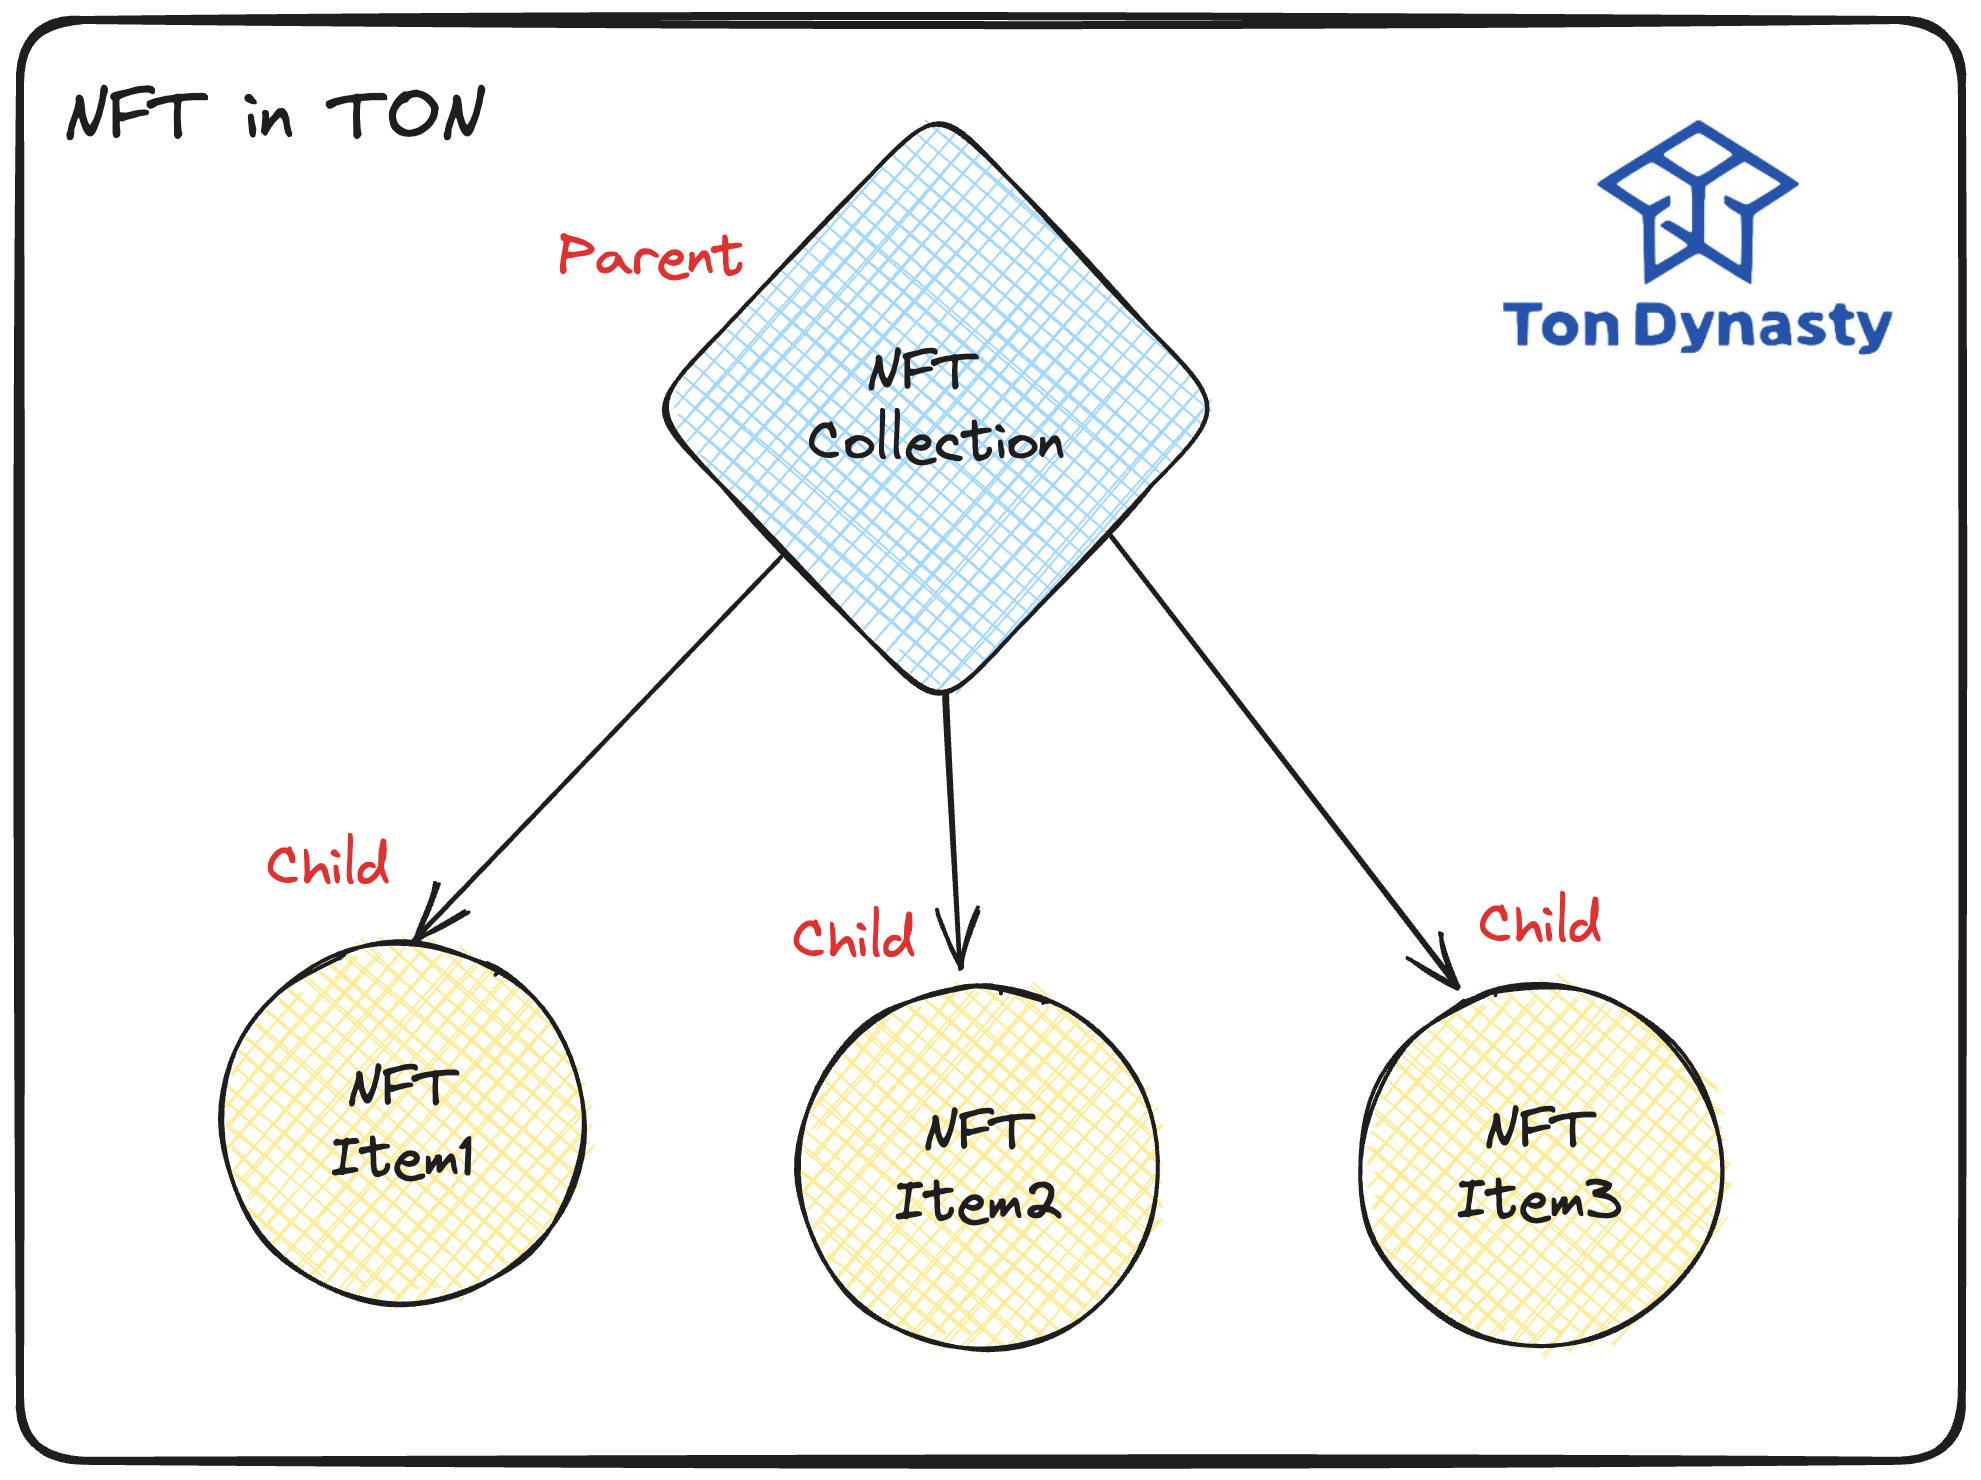 NFT in TON
Parent
NFT
Collection
Ton Dynasty
Child
Child
Child
NFT
Item1
NFT
Item2
NFT
Item3